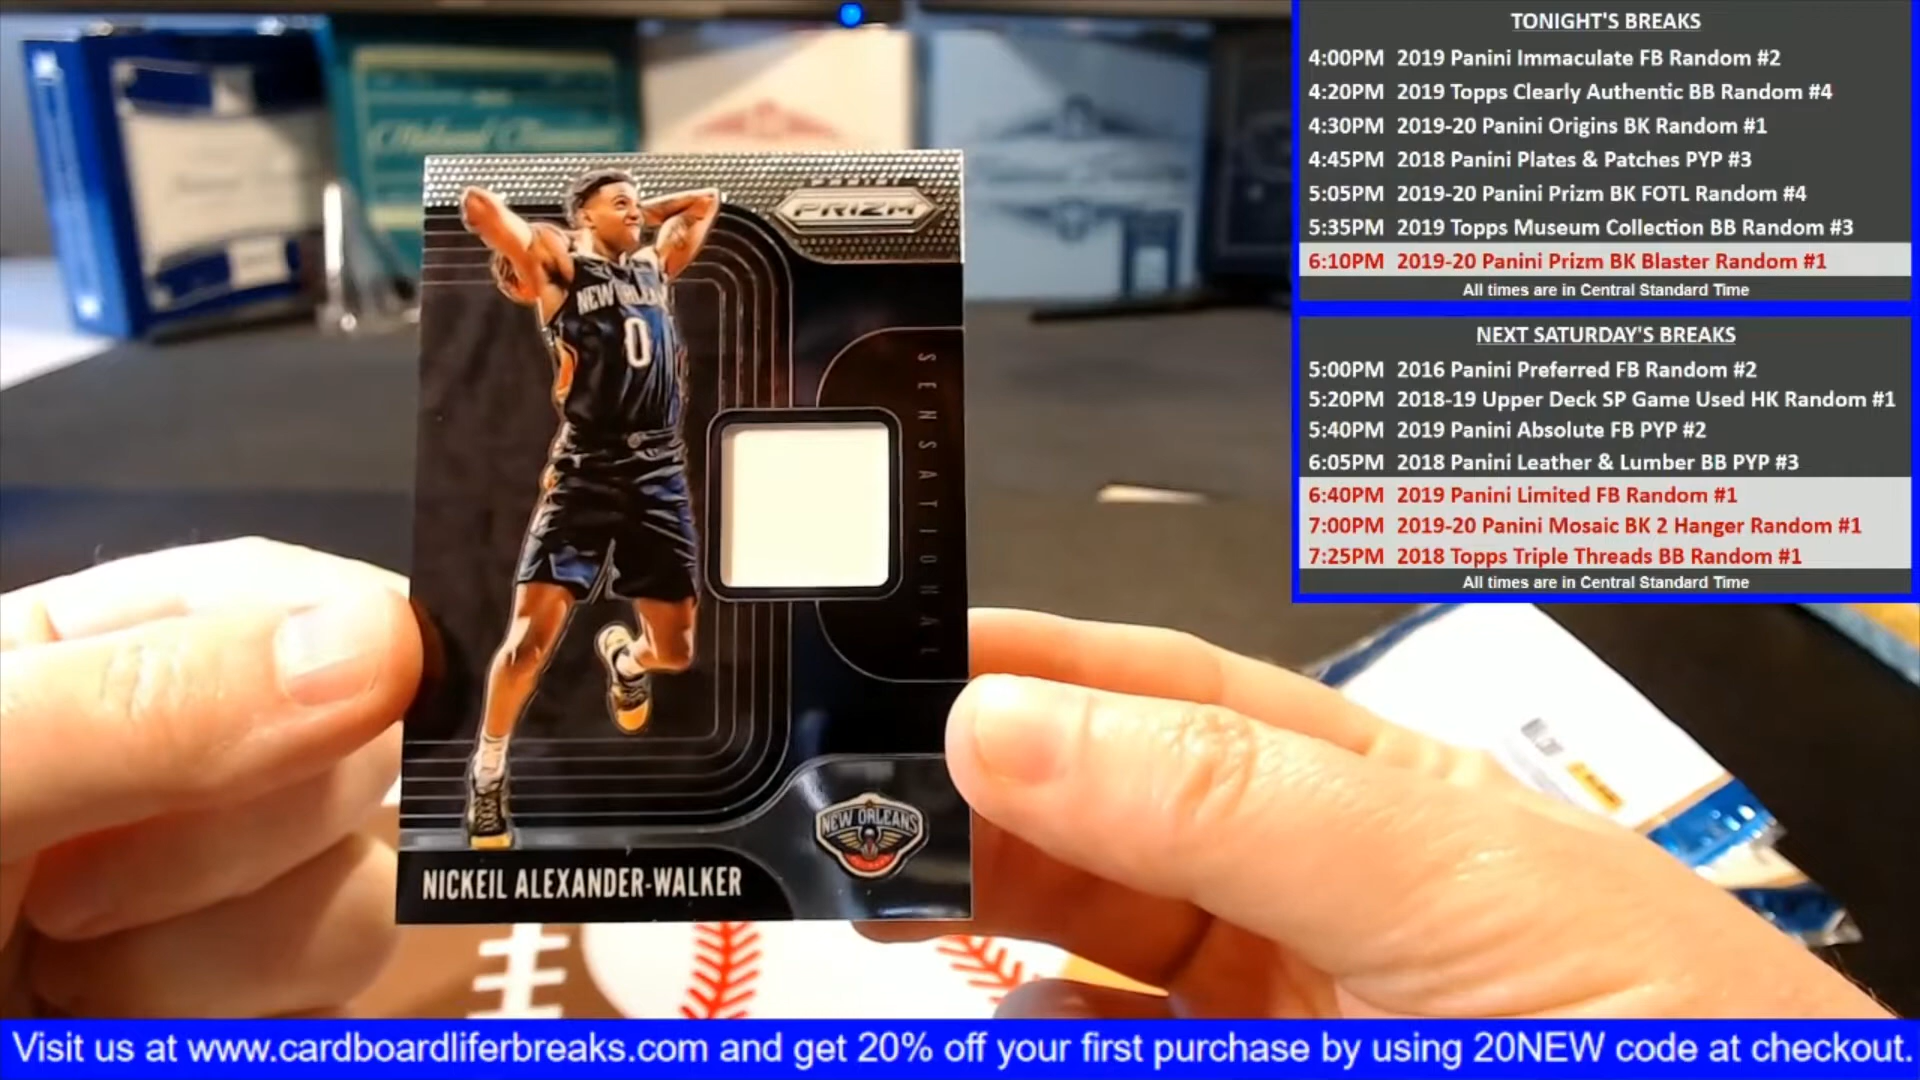 TONIGHT'S BREAKS
4:00PM 2019 Panini Immaculate FB Random #2
4:20PM 2019 Topps Clearly Authentic BB Random #4
4:30PM 2019-20 Panini Origins BK Random #1
4:45PM 2018 Panini Plates & Patches PYP #3
5:05PM 2019-20 Panini Prizm BK FOTL Random #4
5:35PM 2019 Topps Museum Collection BB Random #3
6:10PM 2019-20 Panini Prizm BK Blaster Random #1
All times are in Central Standard Time
NEXT SATURDAY'S BREAKS
5:00PM 2016 Panini Preferred FB Random #2
5:20PM 2018-19 Upper Deck SP Game Used HK Random #1
5:40PM 2019 Panini Absolute FB PYP #2
6:05PM 2018 Panini Leather & Lumber BB PYP #3
6:40PM 2019 Panini Limited FB Random #1
7:00PM 2019-20 Panini Mosaic BK 2 Hanger Random #1
7:25PM 2018 Topps Triple Threads BB Random #1
All times are in Central Standard Time
PANINI
PRIZM
NEW ORLEANS
0
SENSATIONAL
NEW ORLEANS
NICKEIL ALEXANDER-WALKER
Visit us at www.cardboardliferbreaks.com and get 20% off your first purchase by using 20NEW code at checkout.